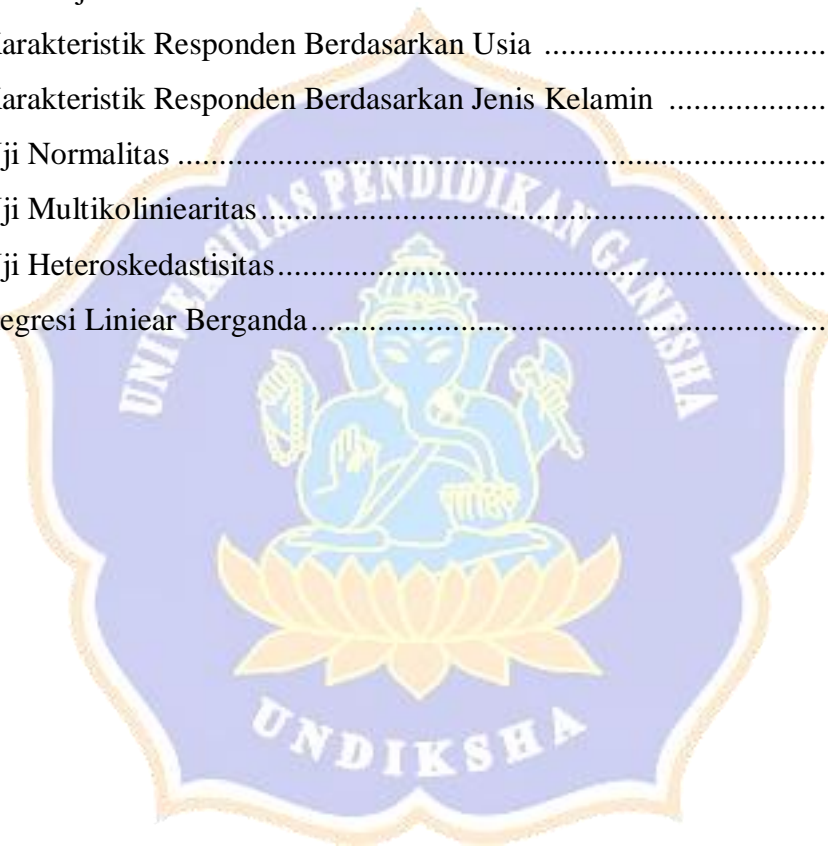 arakteristik Responden Berdasarkan Usia ..................................
arakteristik Responden Berdasarkan Jenis Kelamin ...................
ji Normalitas ..............................................................................
ji Multikoliniearitas....................................................................
ji Heteroskedastisitas..................................................................
egresi Liniear Berganda..............................................................
UNIVERSITAS PENDIDIKAN GANESHA
UNDIKSHA